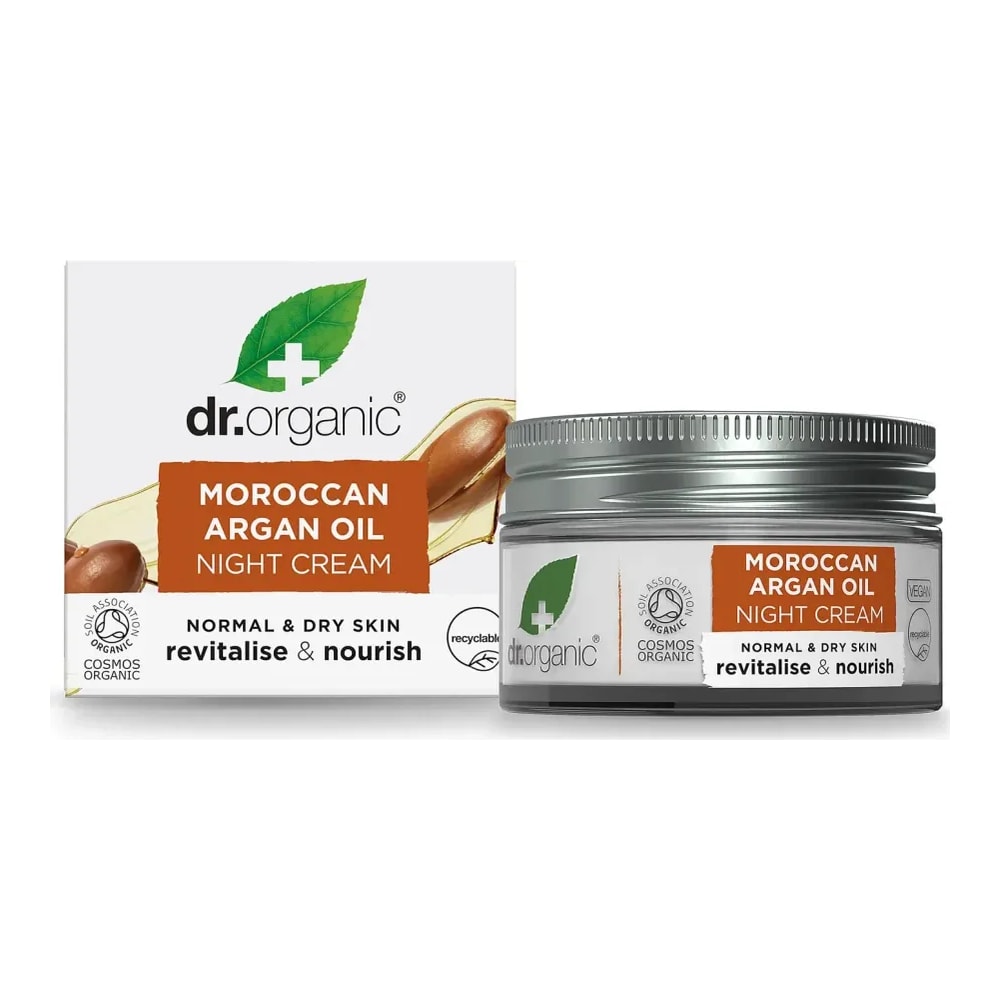 dr.organic®
MOROCCAN
ARGAN OIL
NIGHT CREAM
SOIL ASSOCIATION
ORGANIC
COSMOS
ORGANIC
NORMAL & DRY SKIN
revitalise & nourish
recyclable
dr.organic®
SOIL ASSOCIATION
ORGANIC
COSMOS
ORGANIC
MOROCCAN
ARGAN OIL
NIGHT CREAM
NORMAL & DRY SKIN
revitalise & nourish
VEGAN
recyclable